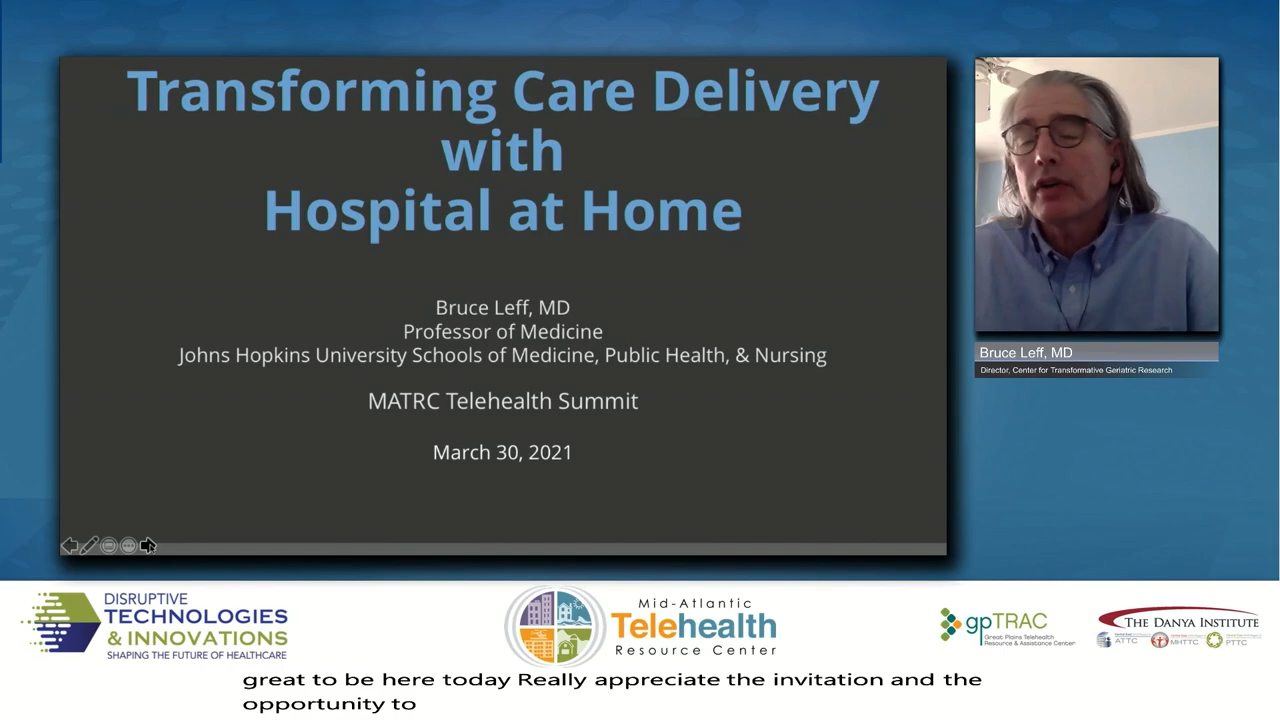 Transforming Care Delivery
with
Hospital at Home
Bruce Leff, MD
Professor of Medicine
Johns Hopkins University Schools of Medicine, Public Health, & Nursing
MATRC Telehealth Summit
March 30, 2021
Bruce Leff, MD
Director, Center for Transformative Geriatric Research
DISRUPTIVE
TECHNOLOGIES
& INNOVATIONS
SHAPING THE FUTURE OF HEALTHCARE
Mid-Atlantic
Telehealth
Resource Center
gpTRAC
Great Plains Telehealth
Resource & Assistance Center
THE DANYA INSTITUTE
ATTC
MHTTC
PTTC
great to be here today Really appreciate the invitation and the
opportunity to